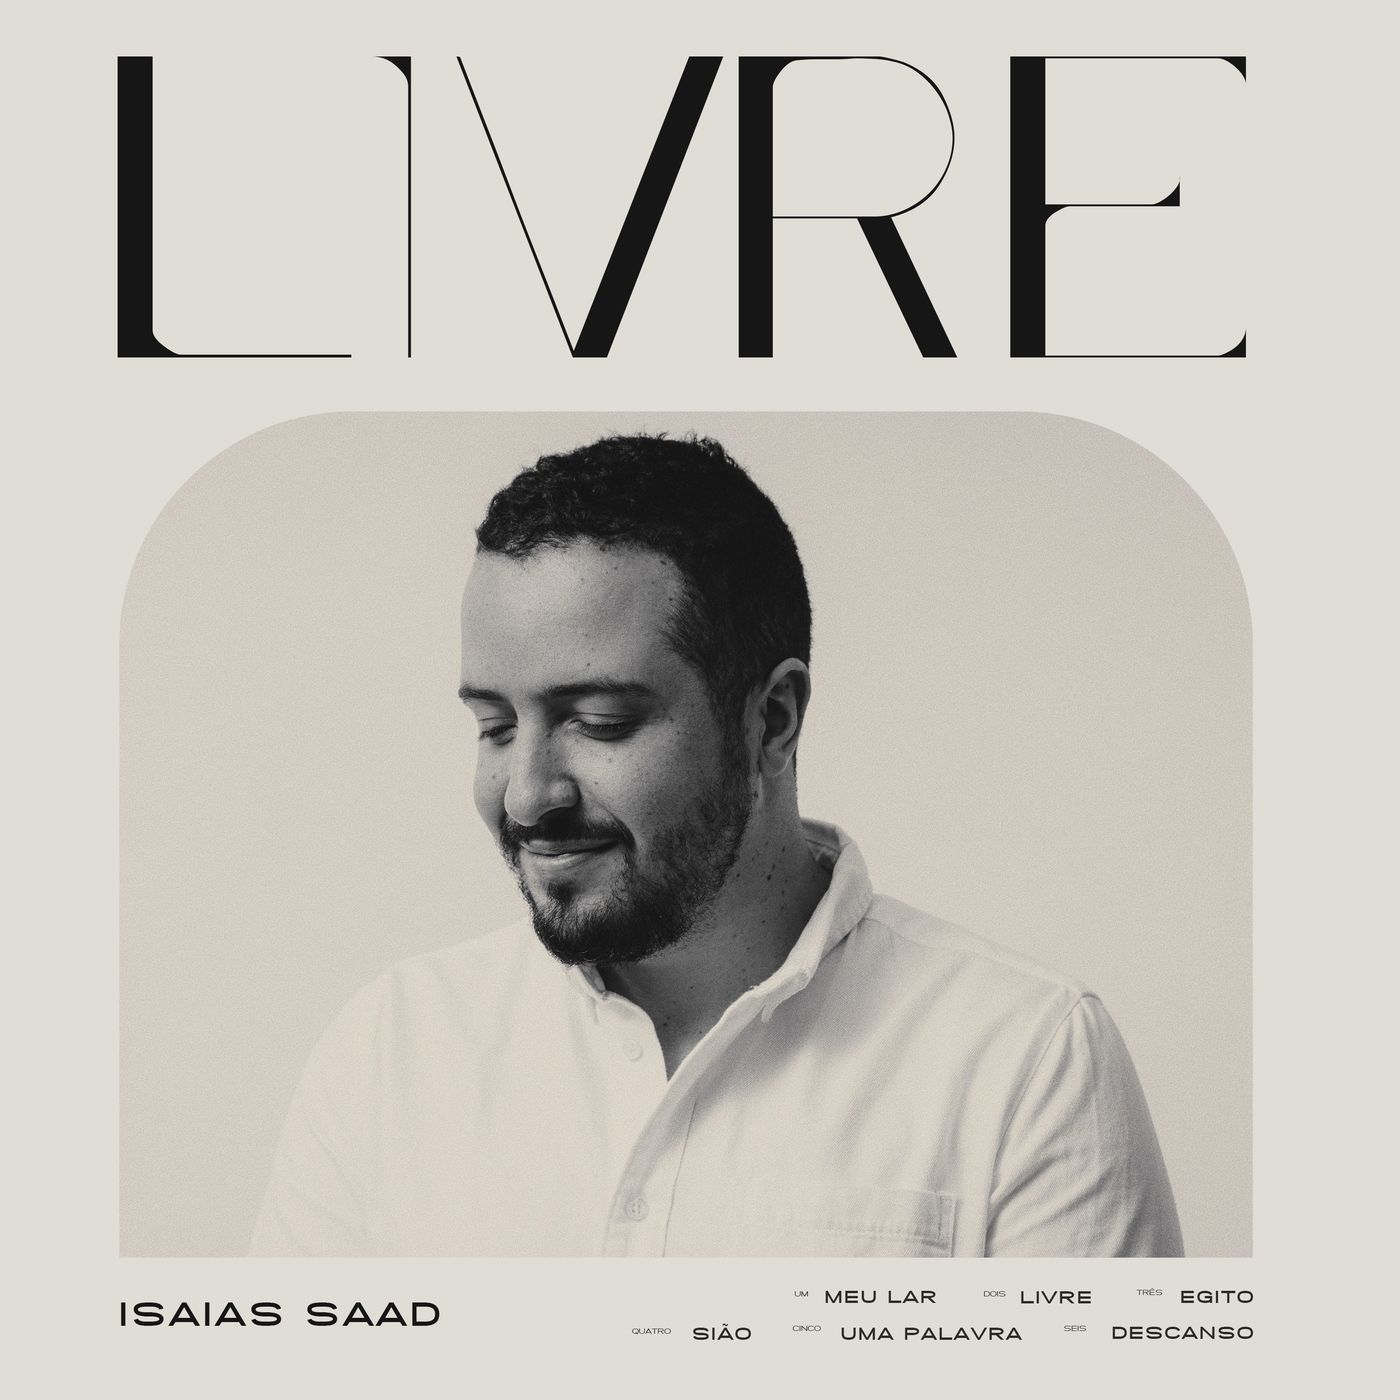 LIVRE
ISAIAS SAAD
UM MEU LAR DOIS LIVRE TRÊS EGITO
QUATRO SIÃO CINCO UMA PALAVRA SEIS DESCANSO